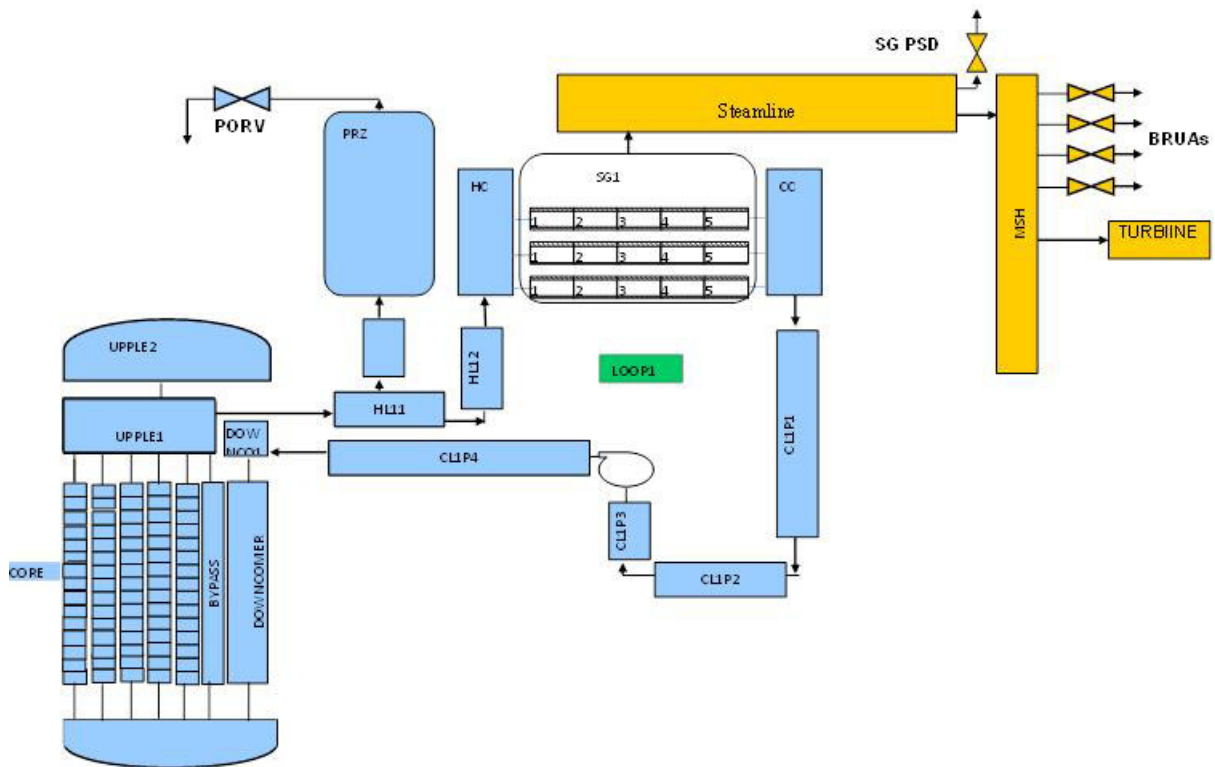 SG PSD
Steamline
BRUAs
PORV
PRZ
HC
SG1
CC
1 2 3 4 5
1 2 3 4 5
1 2 3 4 5
MSH
TURBIINE
UPPLE2
HL12
LOOP1
HL11
UPPLE1
DOW
NCO1
CL1P4
CL1P1
CL1P3
CL1P2
CORE
BYPASS
DOWNCOMER